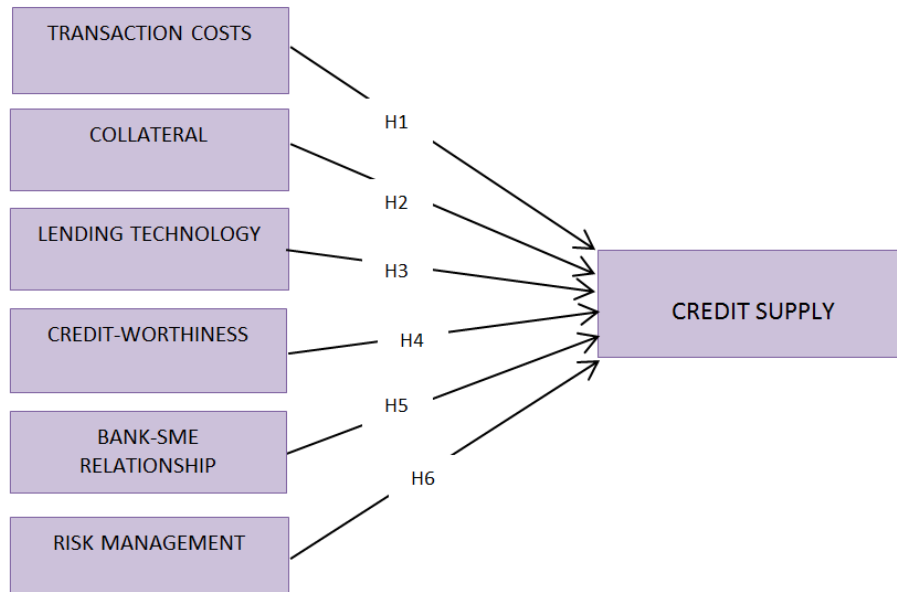 TRANSACTION COSTS
H1
COLLATERAL
H2
LENDING TECHNOLOGY
H3
CREDIT SUPPLY
CREDIT-WORTHINESS
H4
H5
BANK-SME
RELATIONSHIP
H6
RISK MANAGEMENT